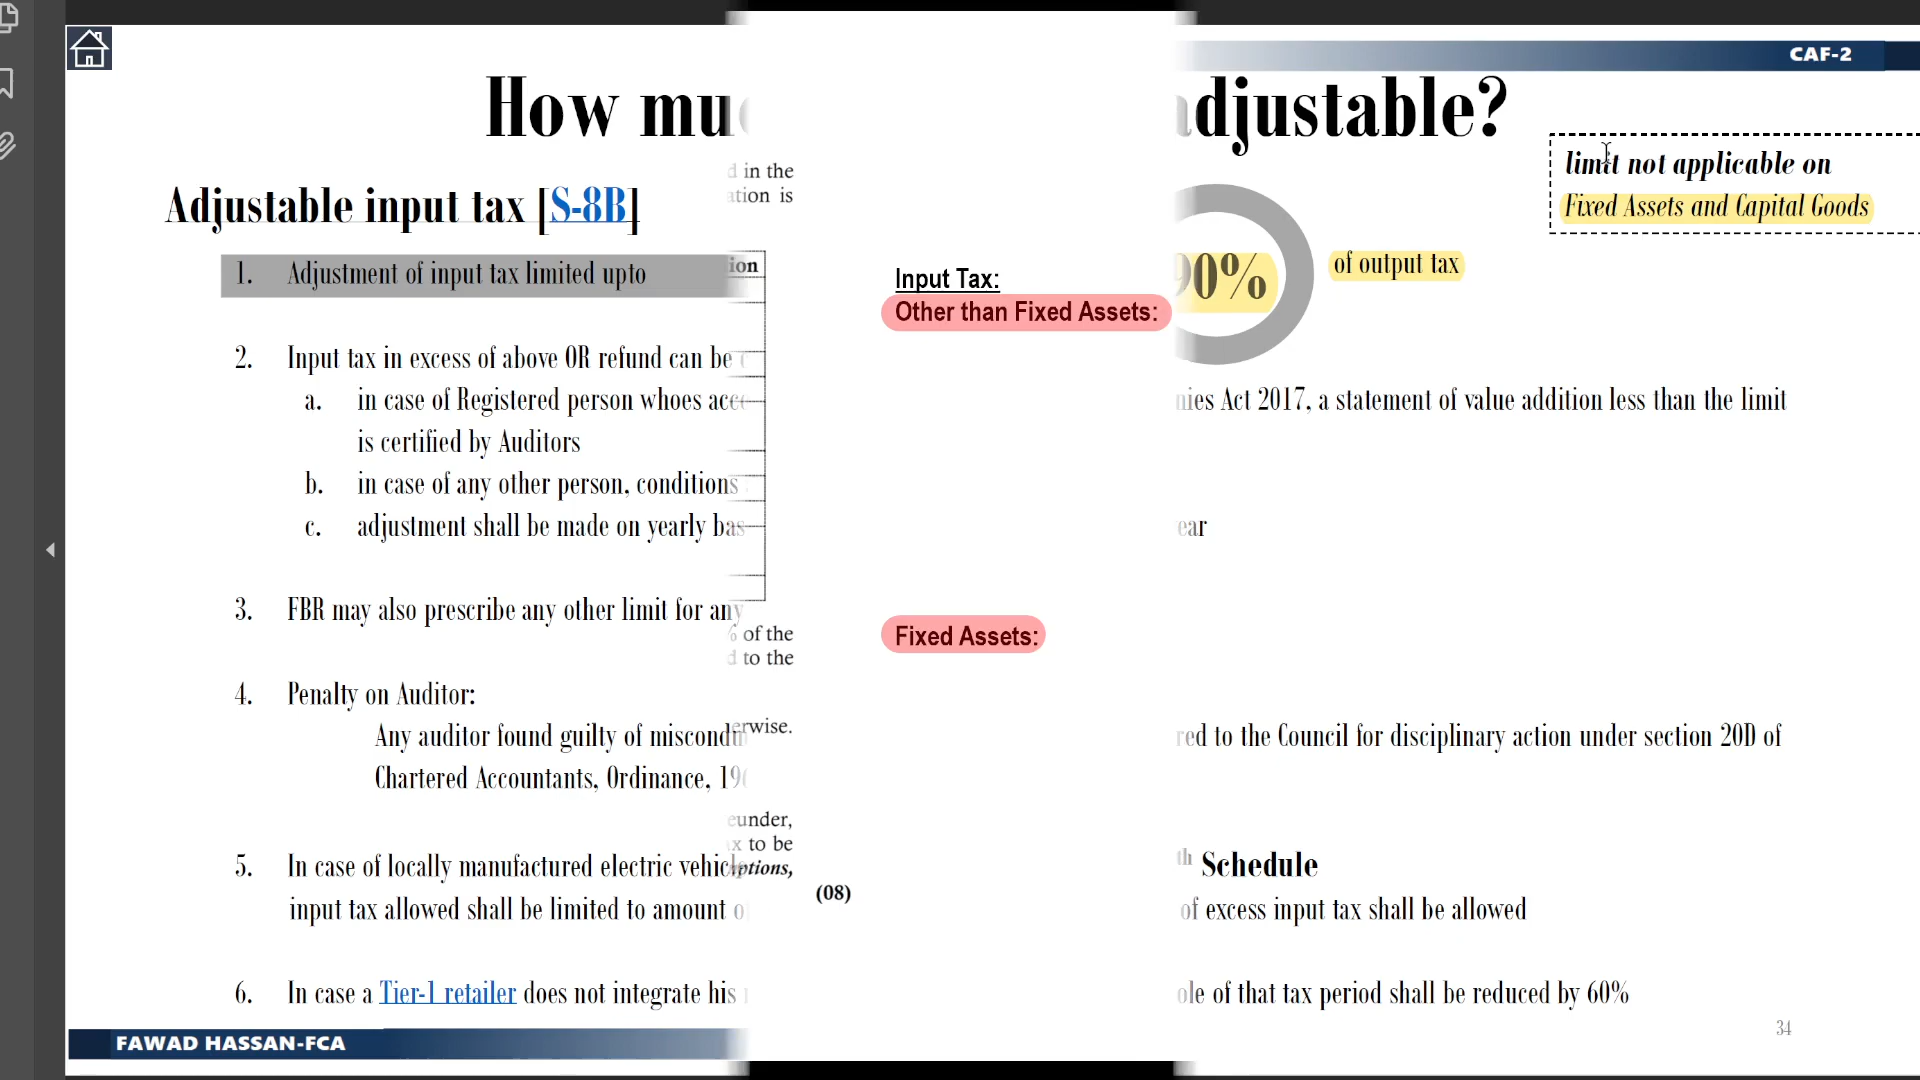 CAF-2
How mu adjustable?
limit not applicable on
Fixed Assets and Capital Goods
d in the
ation is
Adjustable input tax [S-8B]
1. Adjustment of input tax limited upto
ion
Input Tax:
Other than Fixed Assets:
90%
of output tax
2. Input tax in excess of above OR refund can be
a. in case of Registered person whoes acc
nies Act 2017, a statement of value addition less than the limit
is certified by Auditors
b. in case of any other person, conditions
c. adjustment shall be made on yearly bas
ear
3. FBR may also prescribe any other limit for any
% of the
d to the
Fixed Assets:
4. Penalty on Auditor:
erwise.
Any auditor found guilty of miscondu
red to the Council for disciplinary action under section 20D of
Chartered Accountants, Ordinance, 196
eunder,
ax to be
ptions,
(08)
5. In case of locally manufactured electric vehicl
th Schedule
input tax allowed shall be limited to amount o
of excess input tax shall be allowed
6. In case a Tier-1 retailer does not integrate his
ole of that tax period shall be reduced by 60%
34
FAWAD HASSAN-FCA